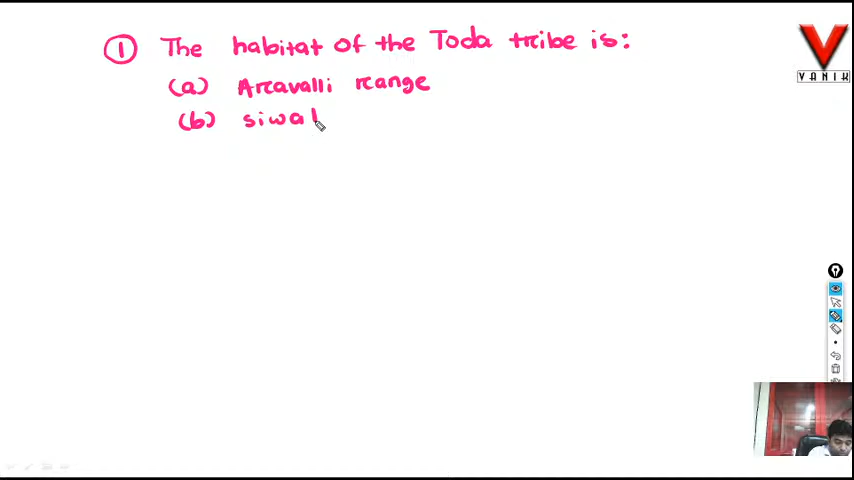 ① The habitat of the Toda tribe is:
(a) Aravalli range
(b) siwal
VANIK